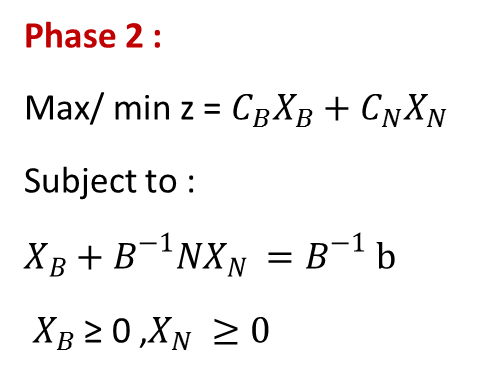 Phase 2 :
Max/ min z = C_B X_B + C_N X_N
Subject to :
X_B + B^{-1} N X_N = B^{-1} b
X_B ≥ 0 , X_N ≥ 0